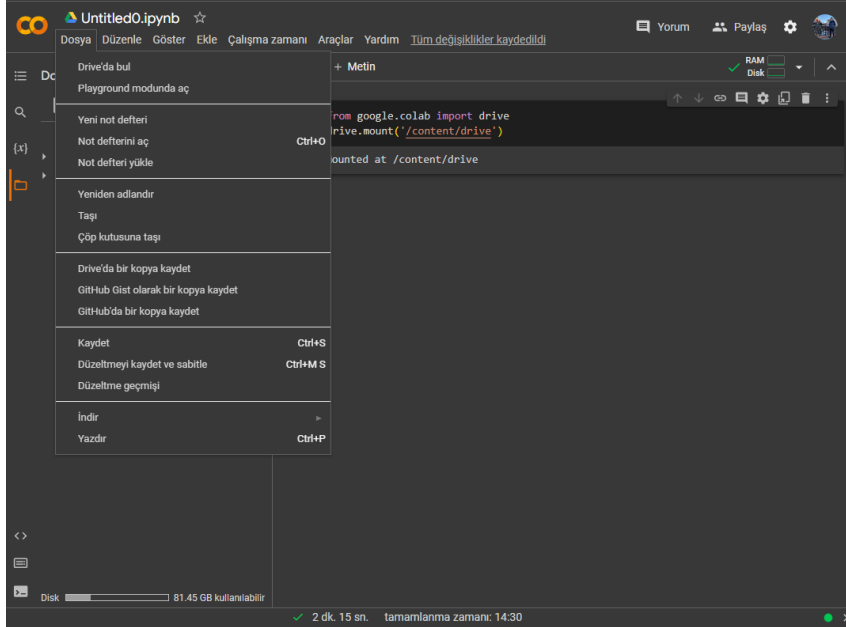 Untitled0.ipynb
Dosya Düzenle Göster Ekle Çalışma zamanı Araçlar Yardım Tüm değişiklikler kaydedildi
Yorum Paylaş
Drive'da bul
Playground modunda aç
Yeni not defteri
Not defterini aç Ctrl+O
Not defteri yükle
Yeniden adlandır
Taşı
Çöp kutusuna taşı
Drive'da bir kopya kaydet
GitHub Gist olarak bir kopya kaydet
GitHub'da bir kopya kaydet
Kaydet Ctrl+S
Düzeltmeyi kaydet ve sabitle Ctrl+M S
Düzeltme geçmişi
İndir
Yazdır Ctrl+P
+ Metin
RAM
Disk
rom google.colab import drive
rive.mount('/content/drive')
ounted at /content/drive
Do
{x}
Disk 81.45 GB kullanılabilir
2 dk. 15 sn. tamamlanma zamanı: 14:30